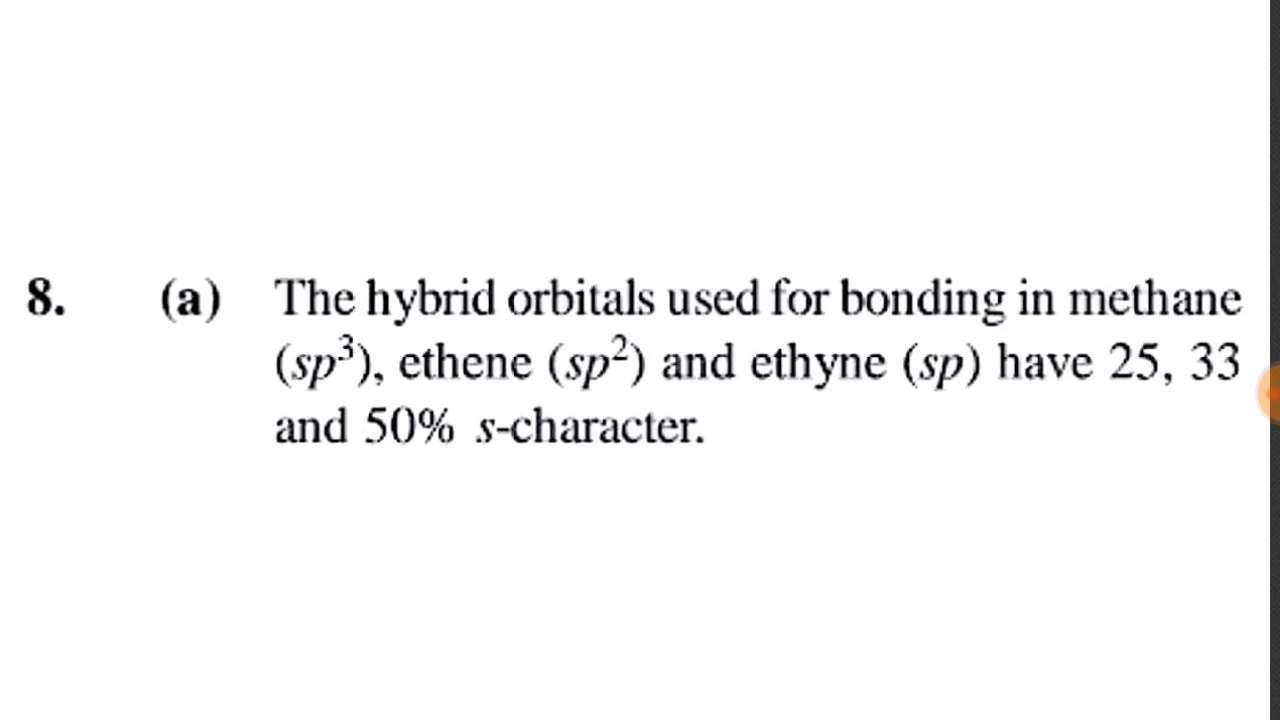 8. (a) The hybrid orbitals used for bonding in methane
(sp³), ethene (sp²) and ethyne (sp) have 25, 33
and 50% s-character.